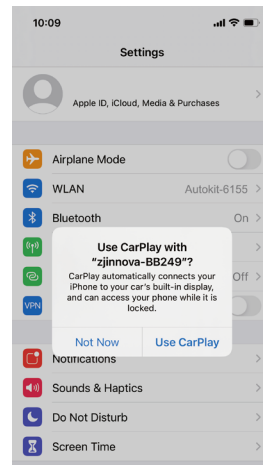 10:09
Settings
Apple ID, iCloud, Media & Purchases
Airplane Mode
WLAN Autokit-6155
Bluetooth On
Use CarPlay with
“zjinnova-BB249”?
CarPlay automatically connects your
iPhone to your car's built-in display,
and can access your phone while it is
locked.
Off
VPN
Not Now Use CarPlay
Notifications
Sounds & Haptics
Do Not Disturb
Screen Time